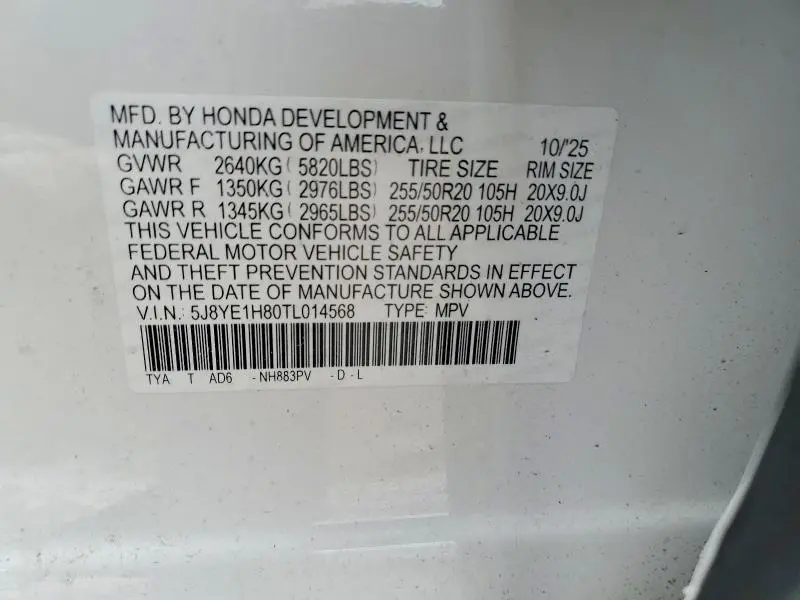 MFD. BY HONDA DEVELOPMENT &
MANUFACTURING OF AMERICA, LLC 10/'25
GVWR 2640KG ( 5820LBS) TIRE SIZE RIM SIZE
GAWR F 1350KG ( 2976LBS) 255/50R20 105H 20X9.0J
GAWR R 1345KG ( 2965LBS) 255/50R20 105H 20X9.0J
THIS VEHICLE CONFORMS TO ALL APPLICABLE
FEDERAL MOTOR VEHICLE SAFETY
AND THEFT PREVENTION STANDARDS IN EFFECT
ON THE DATE OF MANUFACTURE SHOWN ABOVE.
V.I.N.: 5J8YE1H80TL014568 TYPE: MPV
TYA T AD6 -NH883PV -D-L